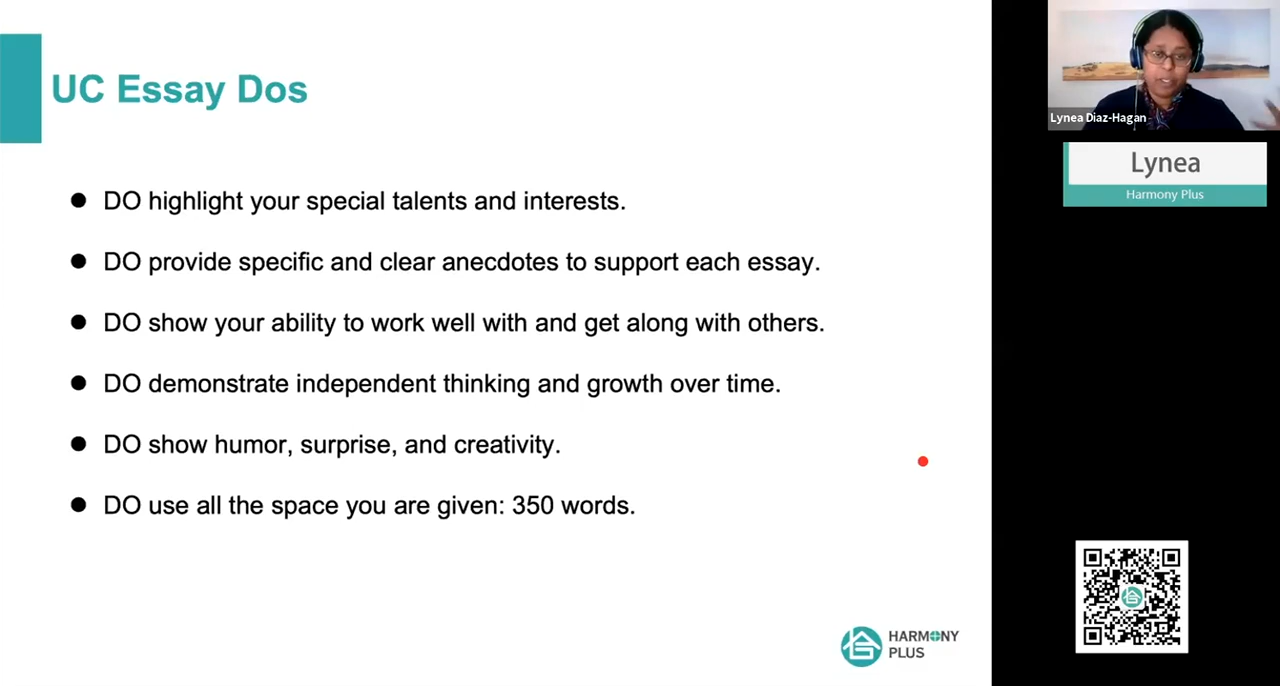 UC Essay Dos
● DO highlight your special talents and interests.
● DO provide specific and clear anecdotes to support each essay.
● DO show your ability to work well with and get along with others.
● DO demonstrate independent thinking and growth over time.
● DO show humor, surprise, and creativity.
● DO use all the space you are given: 350 words.
HARMONY
PLUS
Lynea Diaz-Hagan
Lynea
Harmony Plus